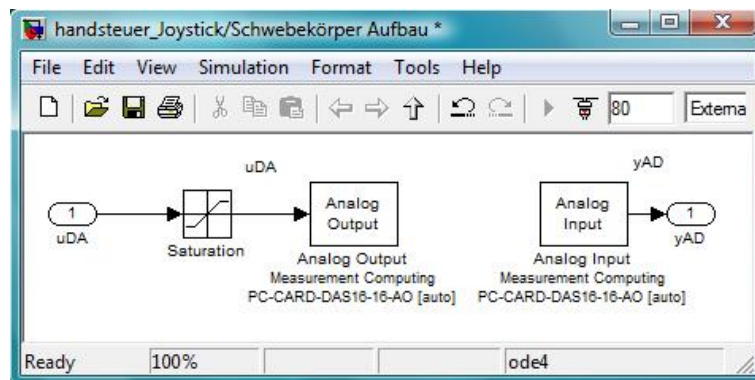 handsteuer_Joystick/Schwebekörper Aufbau *
File Edit View Simulation Format Tools Help
80 Externa
uDA yAD
1 Analog Output Analog Input 1
uDA Saturation yAD
Analog Output Analog Input
Measurement Computing Measurement Computing
PC-CARD-DAS16-16-AO [auto] PC-CARD-DAS16-16-AO [auto]
Ready 100% ode4